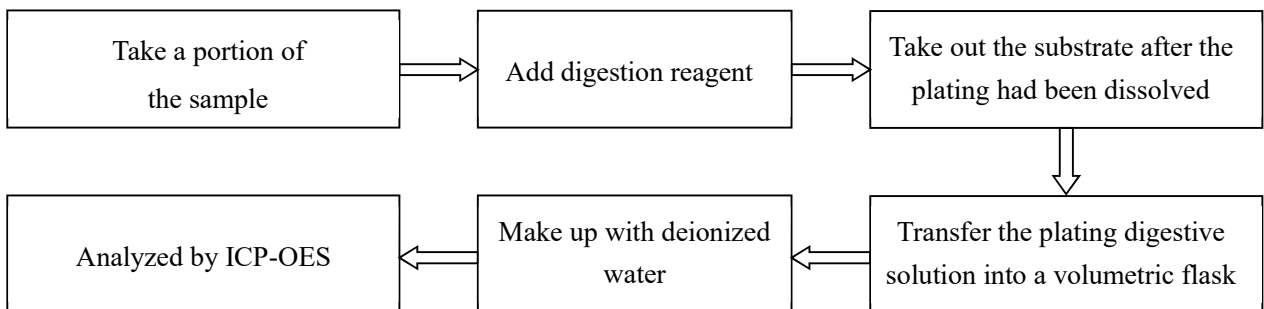 Take a portion of
the sample
Add digestion reagent
Take out the substrate after the
plating had been dissolved
Transfer the plating digestive
solution into a volumetric flask
Make up with deionized
water
Analyzed by ICP-OES